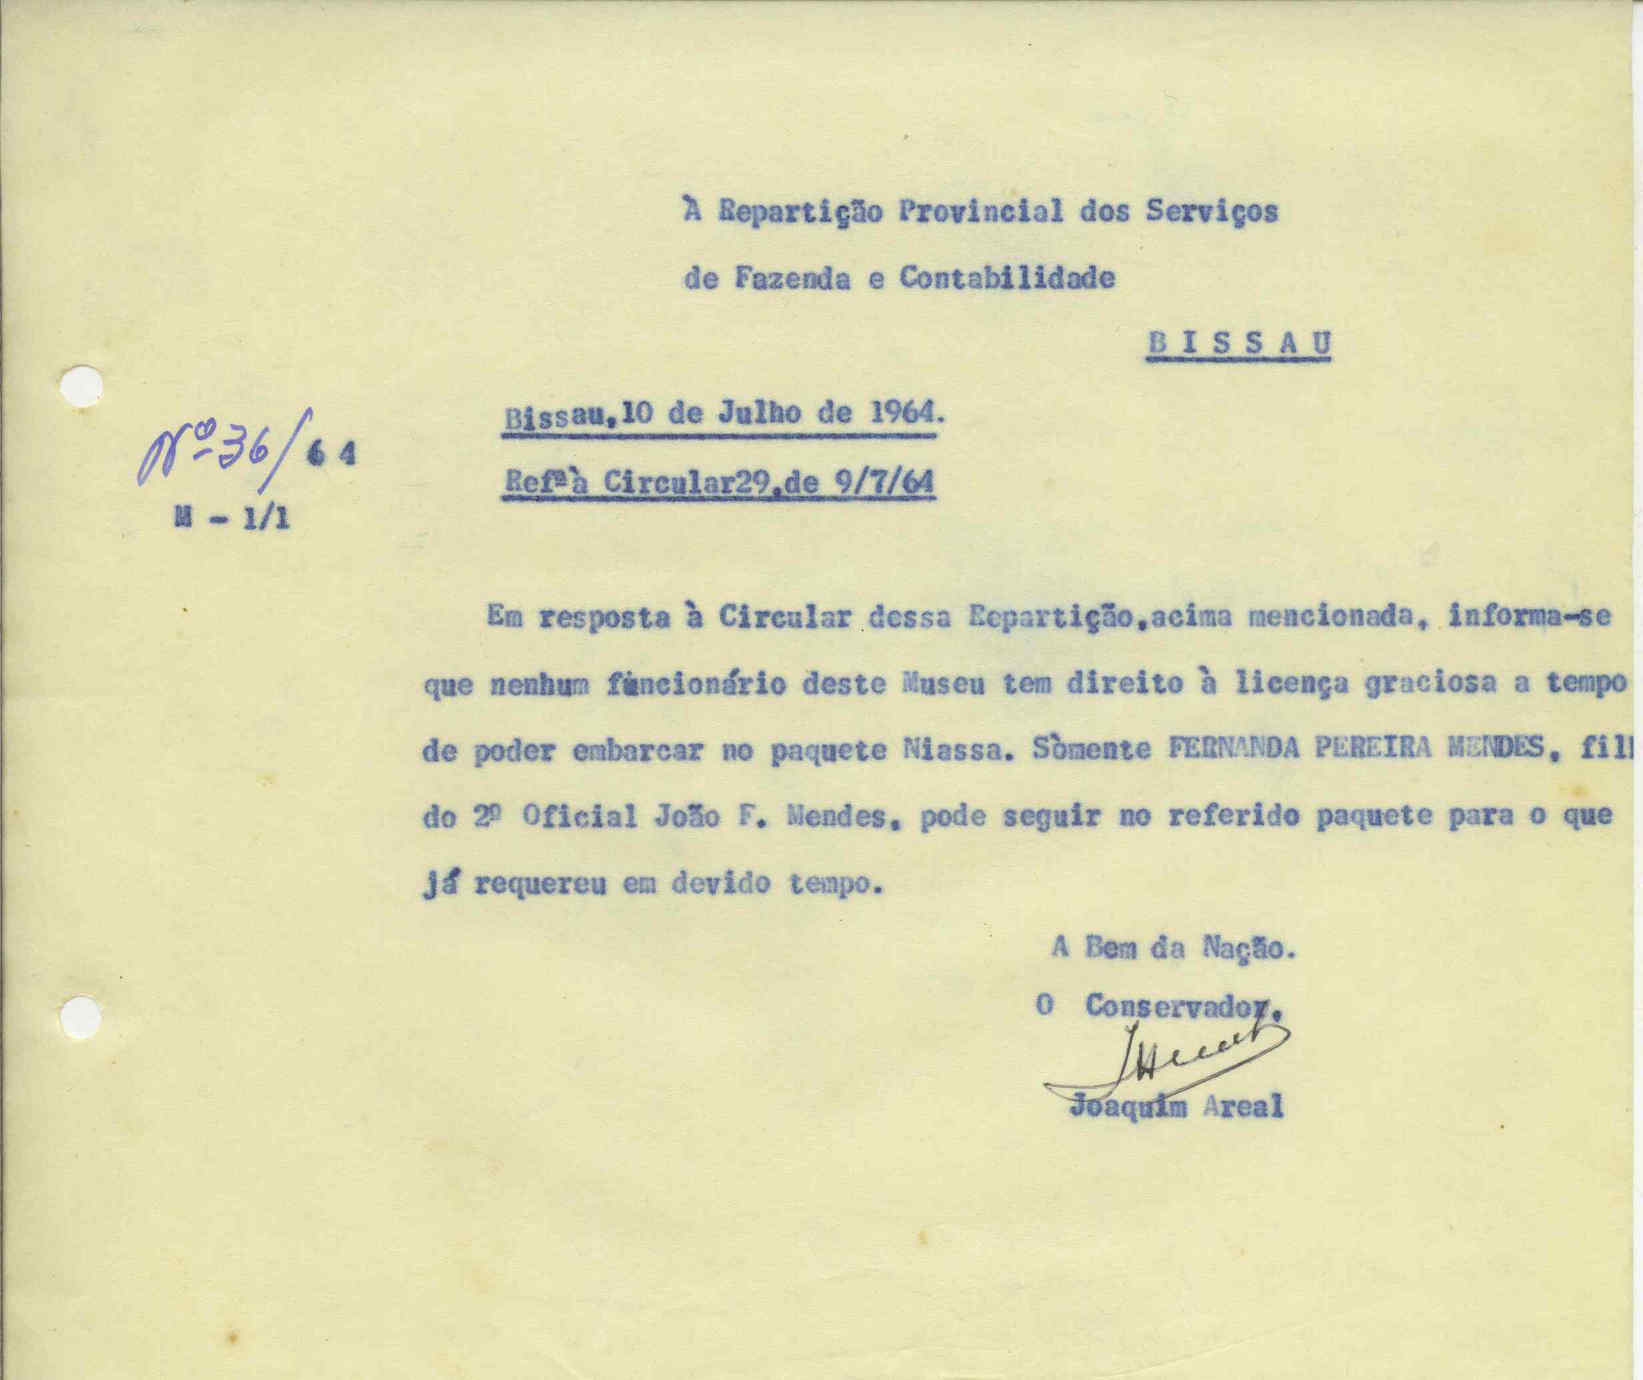 À Repartição Provincial dos Serviços
de Fazenda e Contabilidade
B I S S A U
Nº 36/64
M - 1/1
Bissau,10 de Julho de 1964.
Refª à Circular29,de 9/7/64
Em resposta à Circular dessa Repartição,acima mencionada, informa-se
que nenhum funcionário deste Museu tem direito à licença graciosa a tempo
de poder embarcar no paquete Niassa. Sòmente FERNANDA PEREIRA MENDES, fil
do 2º Oficial João F. Mendes, pode seguir no referido paquete para o que
já requereu em devido tempo.
A Bem da Nação.
O Conservador,
Joaquim Areal